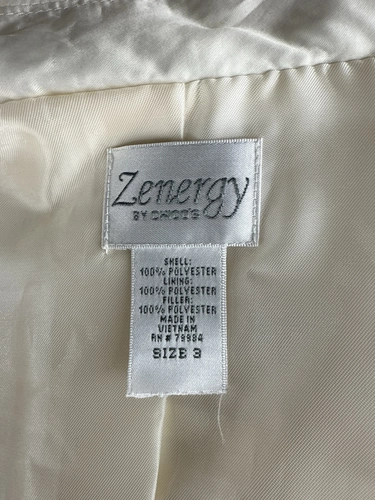 Zenergy
BY CHICO'S
SHELL:
100% POLYESTER
LINING:
100% POLYESTER
FILLER:
100% POLYESTER
MADE IN
VIETNAM
RN # 79984
SIZE 3